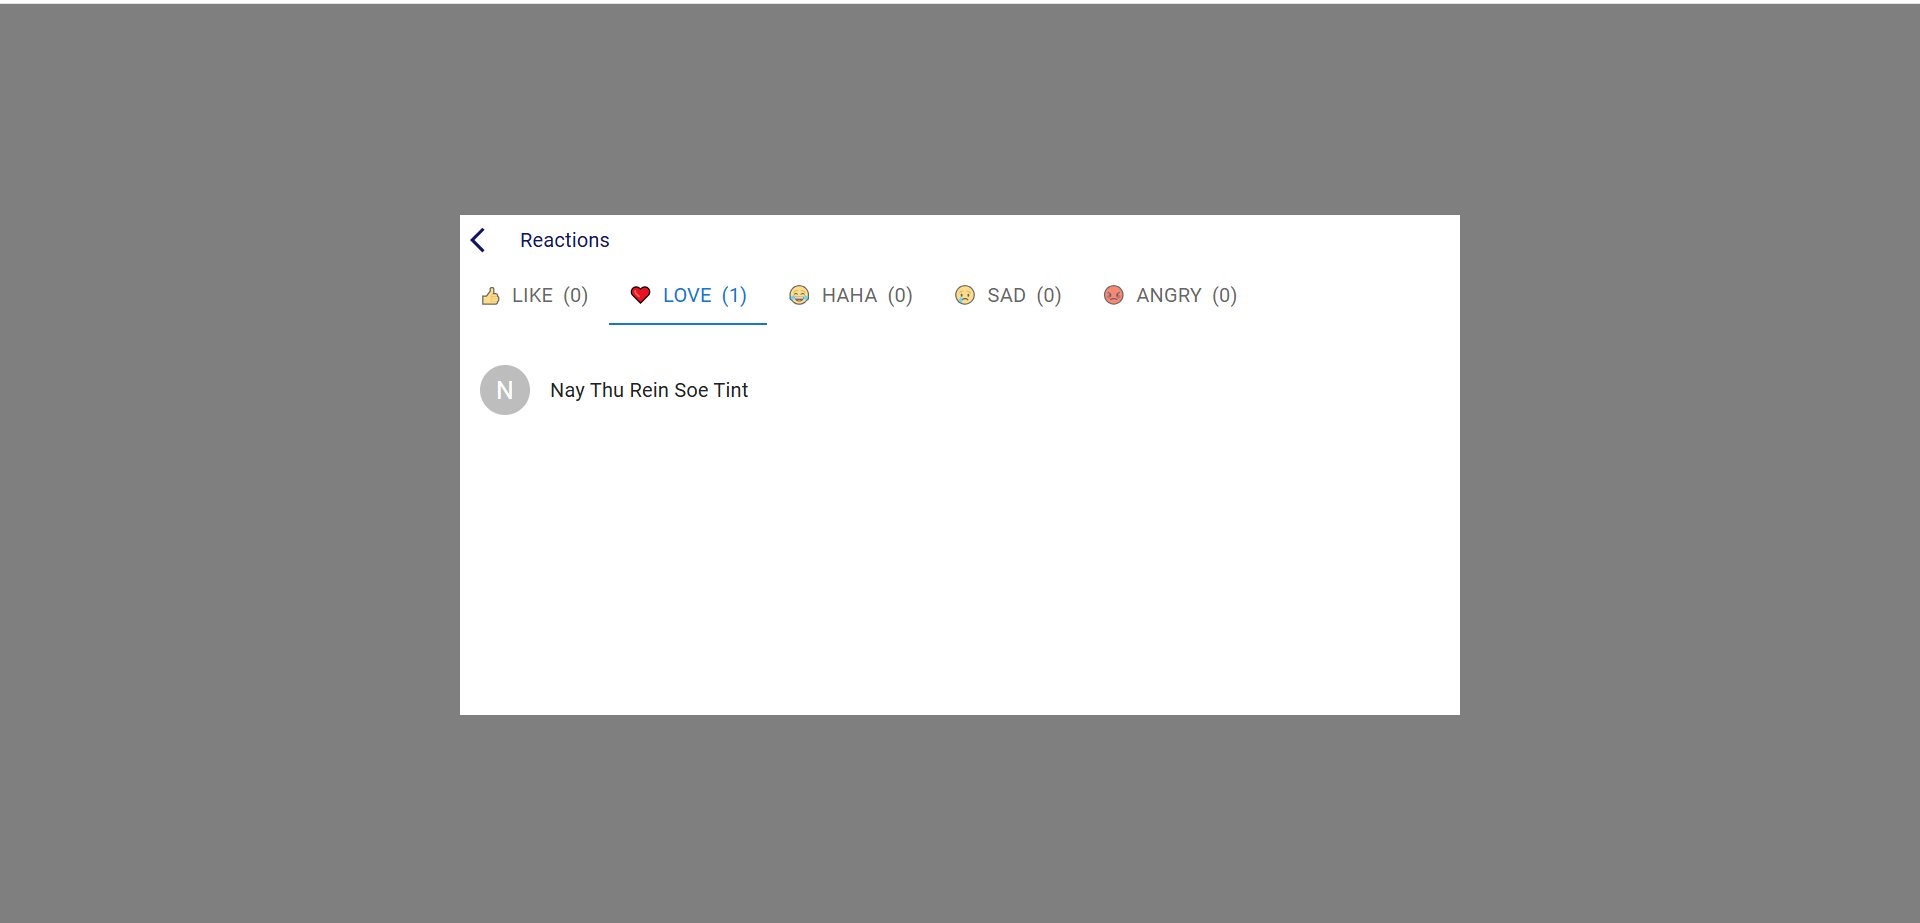 Reactions
LIKE (0) LOVE (1) HAHA (0) SAD (0) ANGRY (0)
N Nay Thu Rein Soe Tint